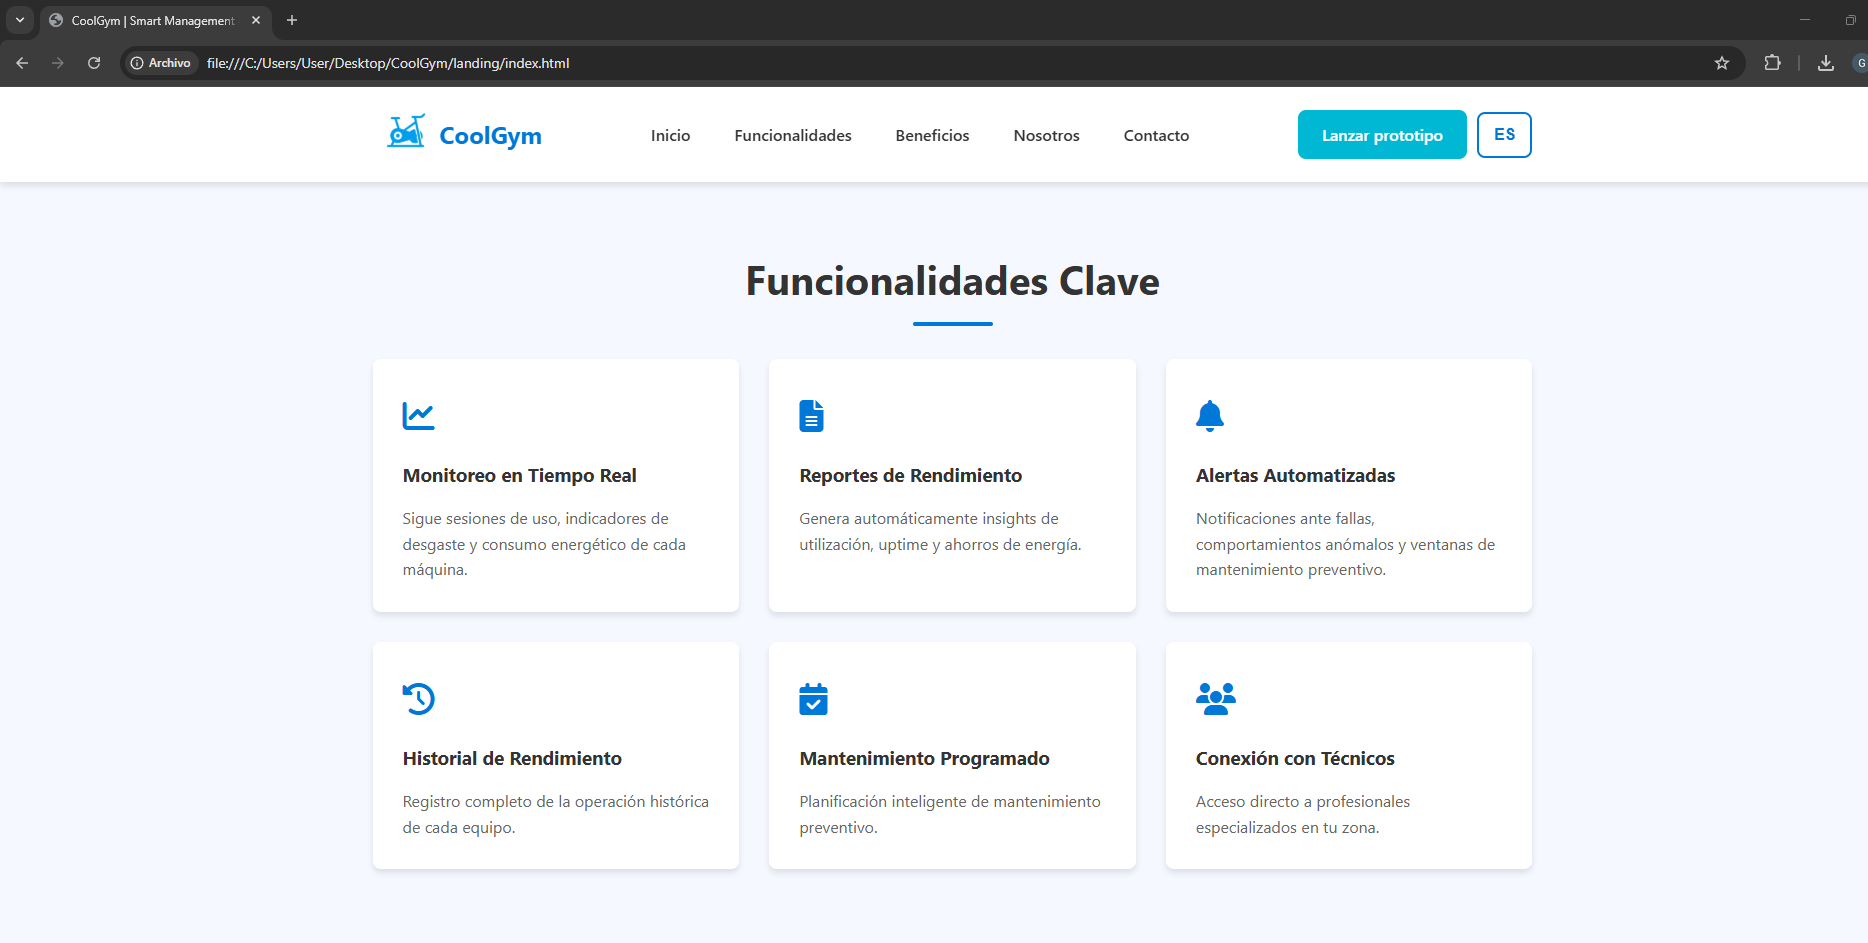 CoolGym | Smart Management
Archivo
file:///C:/Users/User/Desktop/CoolGym/landing/index.html
G
CoolGym
Inicio
Funcionalidades
Beneficios
Nosotros
Contacto
Lanzar prototipo
ES
Funcionalidades Clave
Monitoreo en Tiempo Real
Sigue sesiones de uso, indicadores de
desgaste y consumo energético de cada
máquina.
Reportes de Rendimiento
Genera automáticamente insights de
utilización, uptime y ahorros de energía.
Alertas Automatizadas
Notificaciones ante fallas,
comportamientos anómalos y ventanas de
mantenimiento preventivo.
Historial de Rendimiento
Registro completo de la operación histórica
de cada equipo.
Mantenimiento Programado
Planificación inteligente de mantenimiento
preventivo.
Conexión con Técnicos
Acceso directo a profesionales
especializados en tu zona.